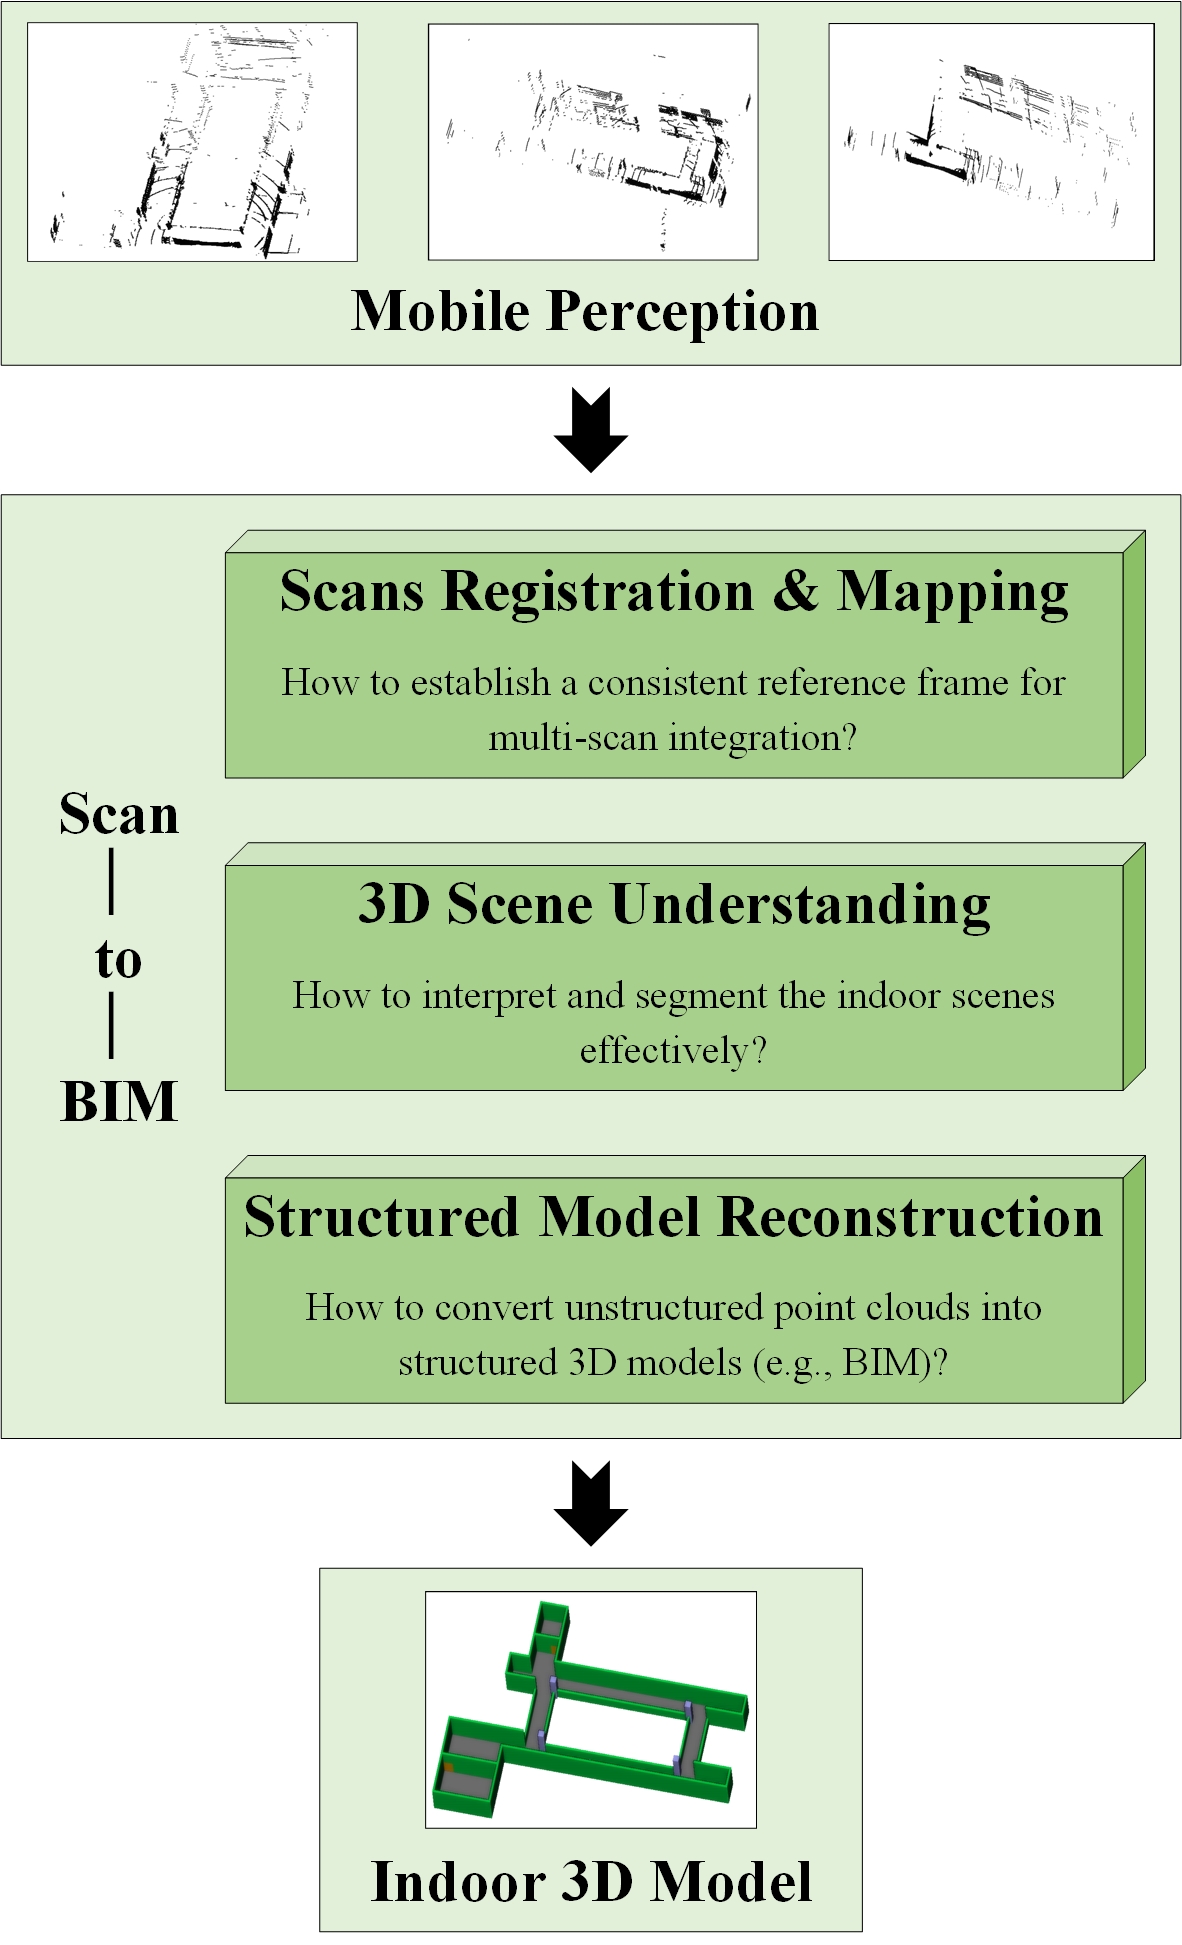 Mobile Perception
Scans Registration & Mapping
How to establish a consistent reference frame for
multi-scan integration?
Scan
to
BIM
3D Scene Understanding
How to interpret and segment the indoor scenes
effectively?
Structured Model Reconstruction
How to convert unstructured point clouds into
structured 3D models (e.g., BIM)?
Indoor 3D Model